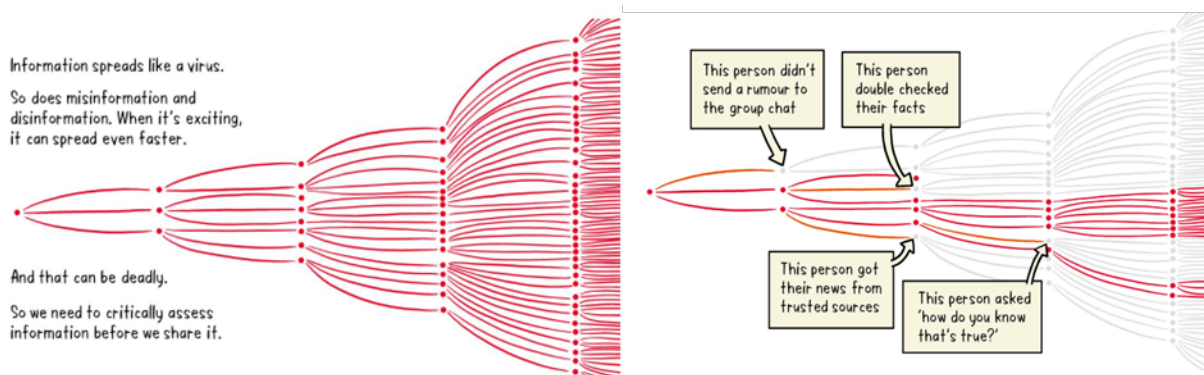 Information spreads like a virus.
So does misinformation and
disinformation. When it's exciting,
it can spread even faster.
And that can be deadly.
So we need to critically assess
information before we share it.
This person didn't
send a rumour to
the group chat
This person
double checked
their facts
This person got
their news from
trusted sources
This person asked
'how do you know
that's true?'